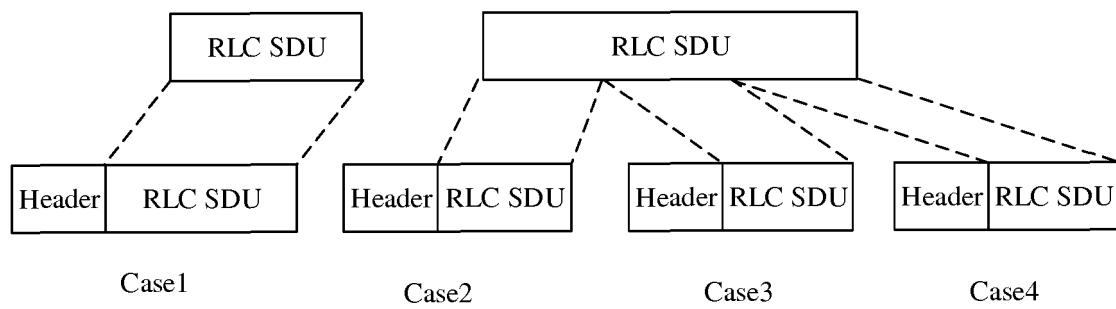 RLC SDU
RLC SDU
Header RLC SDU
Header RLC SDU
Header RLC SDU
Header RLC SDU
Case1
Case2
Case3
Case4